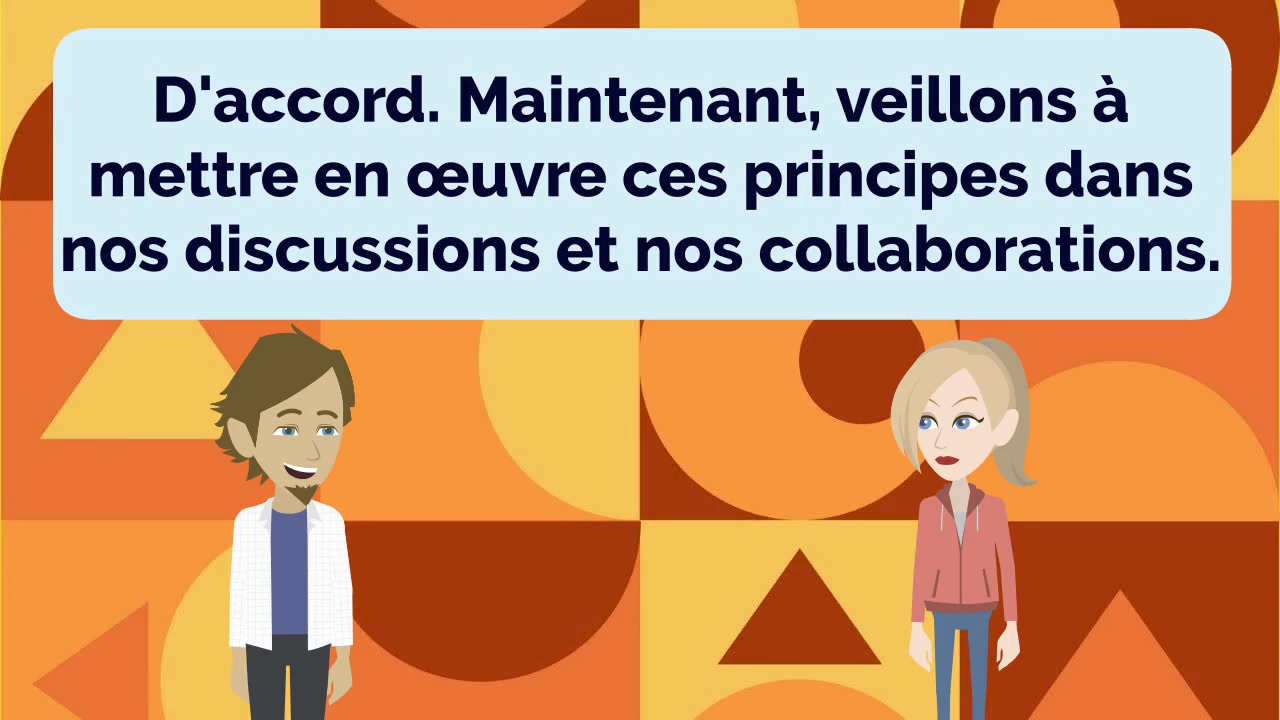 D'accord. Maintenant, veillons à
mettre en œuvre ces principes dans
nos discussions et nos collaborations.